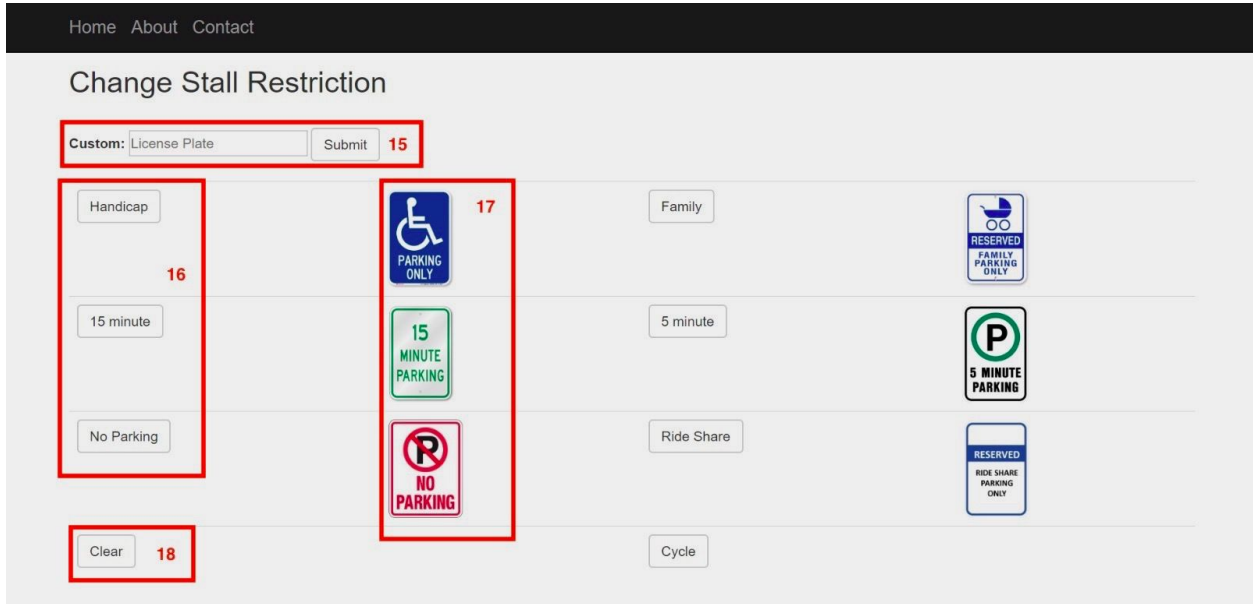 Home About Contact
Change Stall Restriction
Custom: License Plate Submit 15
Handicap
16
PARKING
ONLY
17
Family
RESERVED
FAMILY
PARKING
ONLY
15 minute
15
MINUTE
PARKING
5 minute
P
5 MINUTE
PARKING
No Parking
P
NO
PARKING
Ride Share
RESERVED
RIDE SHARE
PARKING
ONLY
Clear 18
Cycle